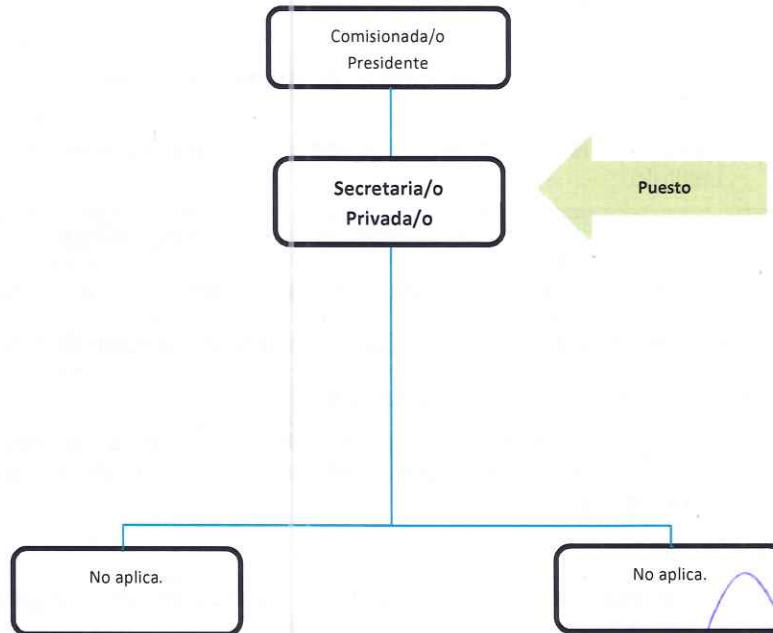 Comisionada/o
Presidente
Secretaria/o
Privada/o
Puesto
No aplica.
No aplica.